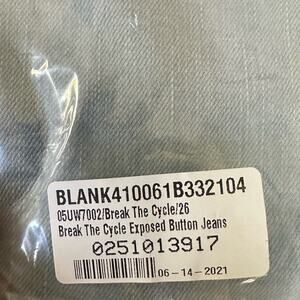 BLANK410061B332104
05UW7002/Break The Cycle/26
Break The Cycle Exposed Button Jeans
0251013917
06-14-2021